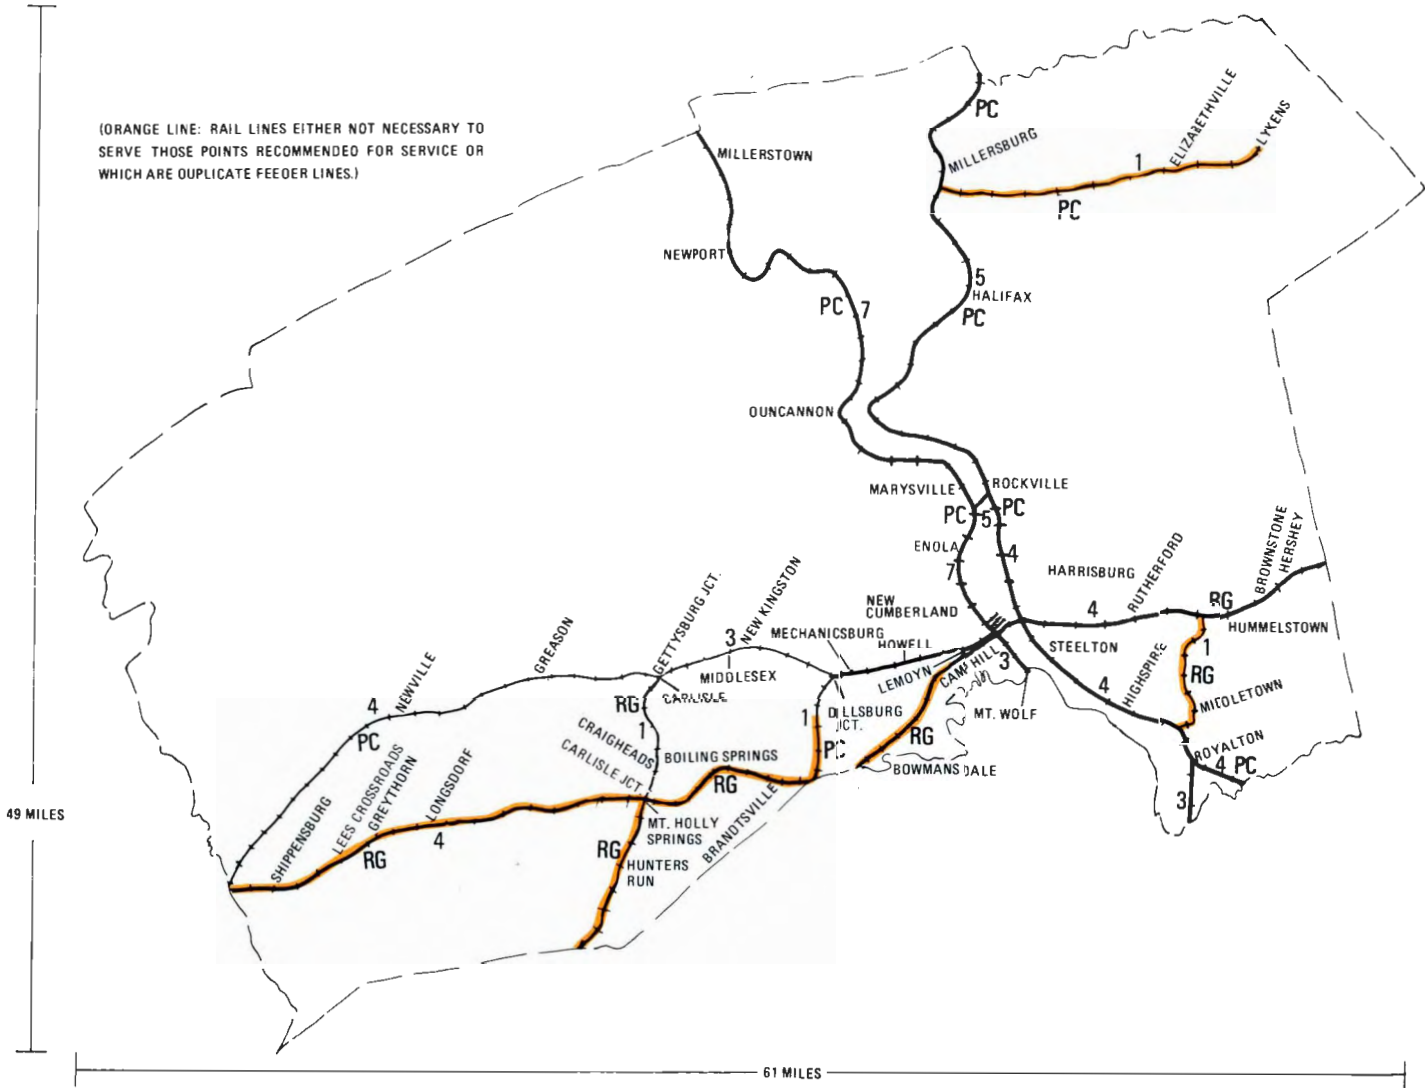 (ORANGE LINE: RAIL LINES EITHER NOT NECESSARY TO
SERVE THOSE POINTS RECOMMENDED FOR SERVICE OR
WHICH ARE OUPLICATE FEEOER LINES.)
PC
MILLERSTOWN
MILLERSBURG
1
ELIZABETHVILLE
LYKENS
PC
NEWPORT
5
HALIFAX
PC
PC
7
OUNCANNON
MARYSVILLE
ROCKVILLE
PC
5
PC
ENOLA
4
7
HARRISBURG
RUTHERFORD
BROWNSTONE
HERSHEY
4
RG
HUMMELSTOWN
NEW
CUMBERLAND
MECHANICSBURG
HOWELL
LEMOYN
CAMP HILL
3
STEELTON
HIGHSPIRE
1
RG
MIOOLETOWN
4
GREASON
GETTYSBURG JCT.
3
NEW KINGSTON
MIDDLESEX
CARLISLE
4
NEWVILLE
PC
RG
1
CRAIGHEADS
CARLISLE JCT.
BOILING SPRINGS
RG
1
DILLSBURG
JCT.
PC
RG
MT. WOLF
BOWMANSDALE
ROYALTON
4
PC
3
49 MILES
SHIPPENSBURG
LEES CROSSROADS
GREYTHORN
RG
LONGSDORF
4
MT. HOLLY
SPRINGS
BRANDTSVILLE
RG
HUNTERS
RUN
61 MILES